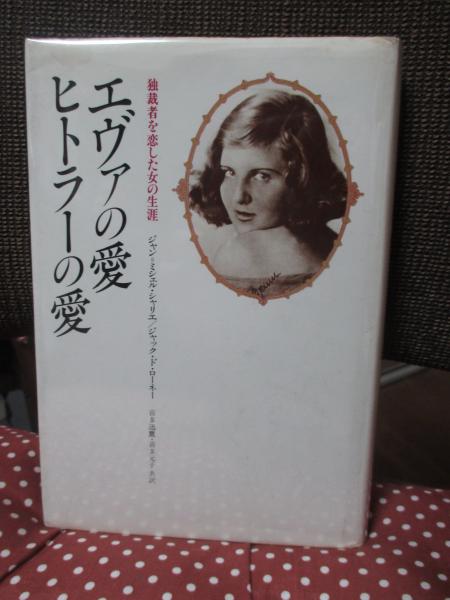 エヴァの愛
ヒトラーの愛
独裁者を恋した女の生涯
ジャン=ミシェル・シャリエ/ジャック・ド・ローネー
共訳